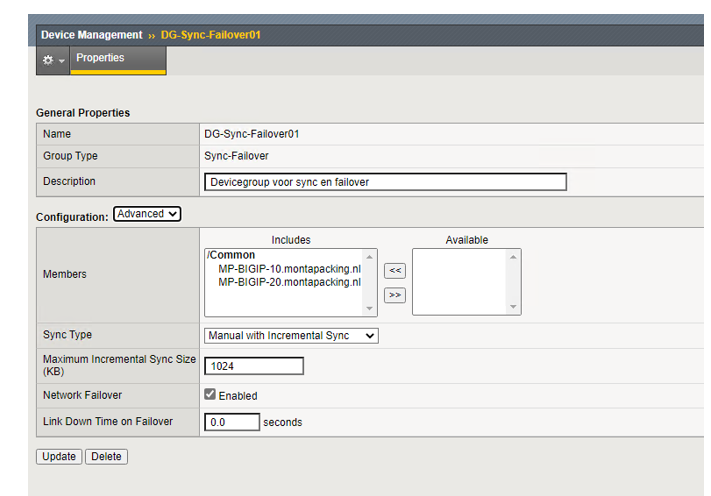 Device Management ›› DG-Sync-Failover01
Properties
General Properties
Name DG-Sync-Failover01
Group Type Sync-Failover
Description Devicegroup voor sync en failover
Configuration: Advanced
Includes Available
Members
/Common
MP-BIGIP-10.montapacking.nl
MP-BIGIP-20.montapacking.nl
<<
>>
Sync Type Manual with Incremental Sync
Maximum Incremental Sync Size
(KB)
1024
Network Failover Enabled
Link Down Time on Failover 0.0 seconds
Update Delete